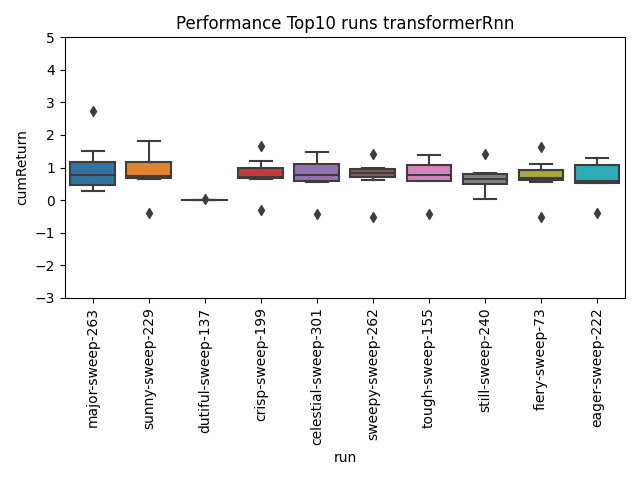 Performance Top10 runs transformerRnn
cumReturn
5
4
3
2
1
0
−1
−2
−3
major-sweep-263
sunny-sweep-229
dutiful-sweep-137
crisp-sweep-199
celestial-sweep-301
sweepy-sweep-262
tough-sweep-155
still-sweep-240
fiery-sweep-73
eager-sweep-222
run